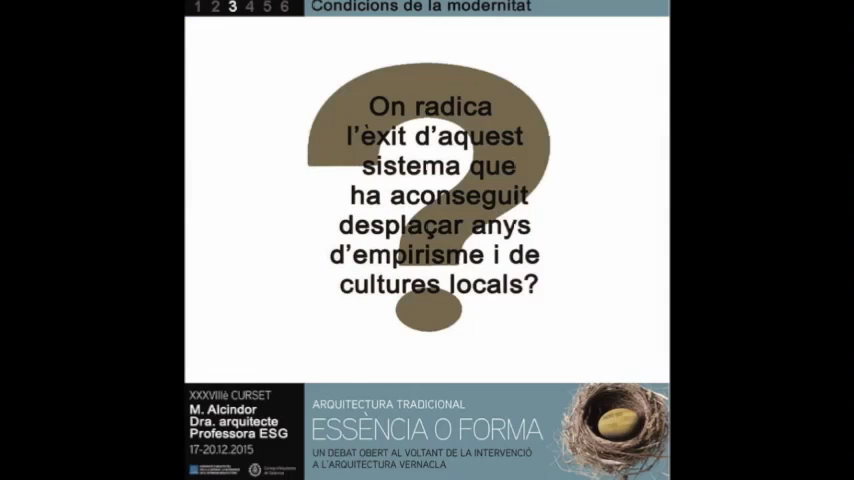 1 2 3 4 5 6
Condicions de la modernitat
On radica
l'èxit d'aquest
sistema que
ha aconseguit
desplaçar anys
d'empirisme i de
cultures locals?
XXXVIIIè CURSET
M. Alcindor
Dra. arquitecte
Professora ESG
17-20.12.2015
ARQUITECTURA TRADICIONAL
ESSÈNCIA O FORMA
UN DEBAT OBERT AL VOLTANT DE LA INTERVENCIÓ
A L'ARQUITECTURA VERNACLA